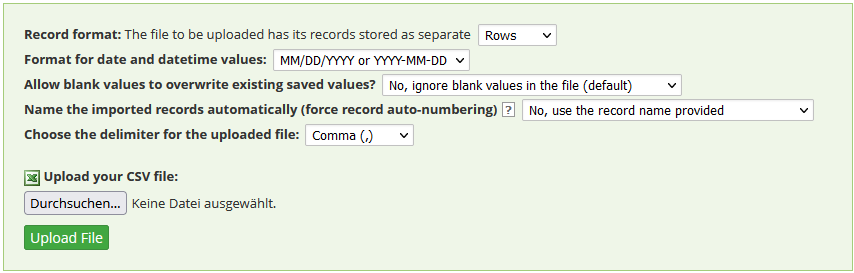 Record format: The file to be uploaded has its records stored as separate Rows
Format for date and datetime values: MM/DD/YYYY or YYYY-MM-DD
Allow blank values to overwrite existing saved values? No, ignore blank values in the file (default)
Name the imported records automatically (force record auto-numbering) ? No, use the record name provided
Choose the delimiter for the uploaded file: Comma (,)
Upload your CSV file:
Durchsuchen... Keine Datei ausgewählt.
Upload File